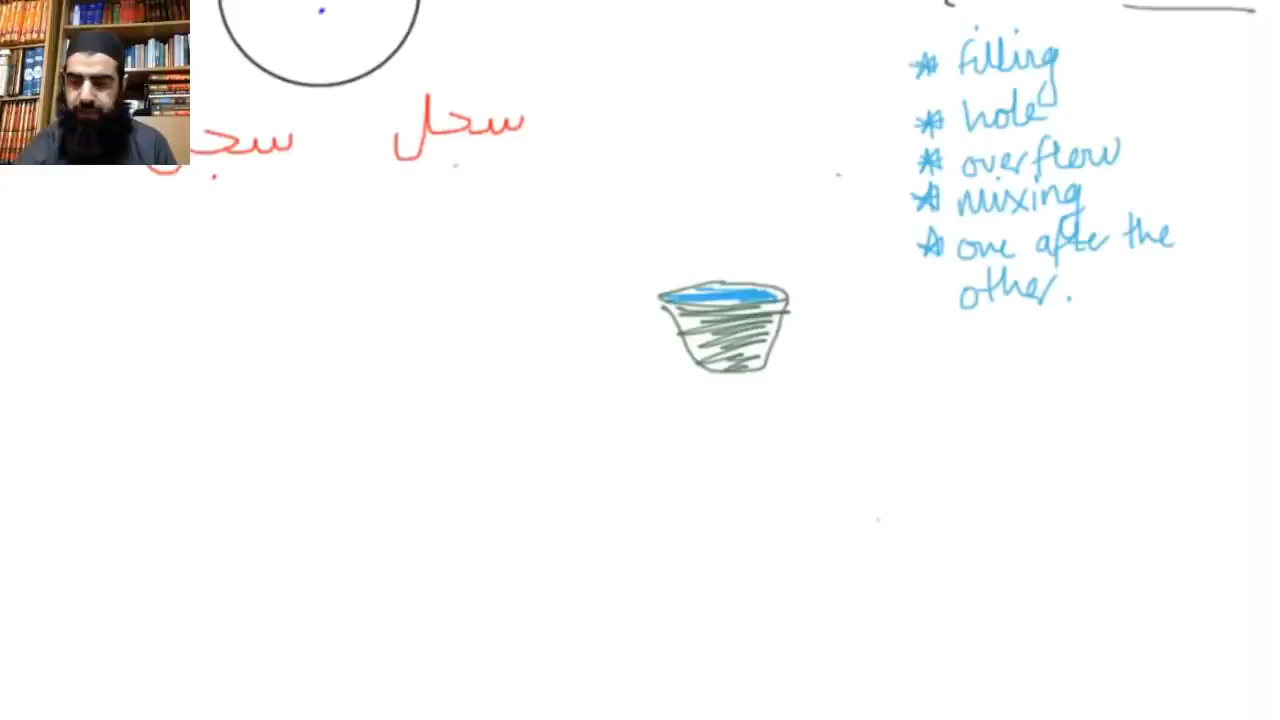 سجل
* filling
* hole
* overflow
* mixing
* one after the
other.